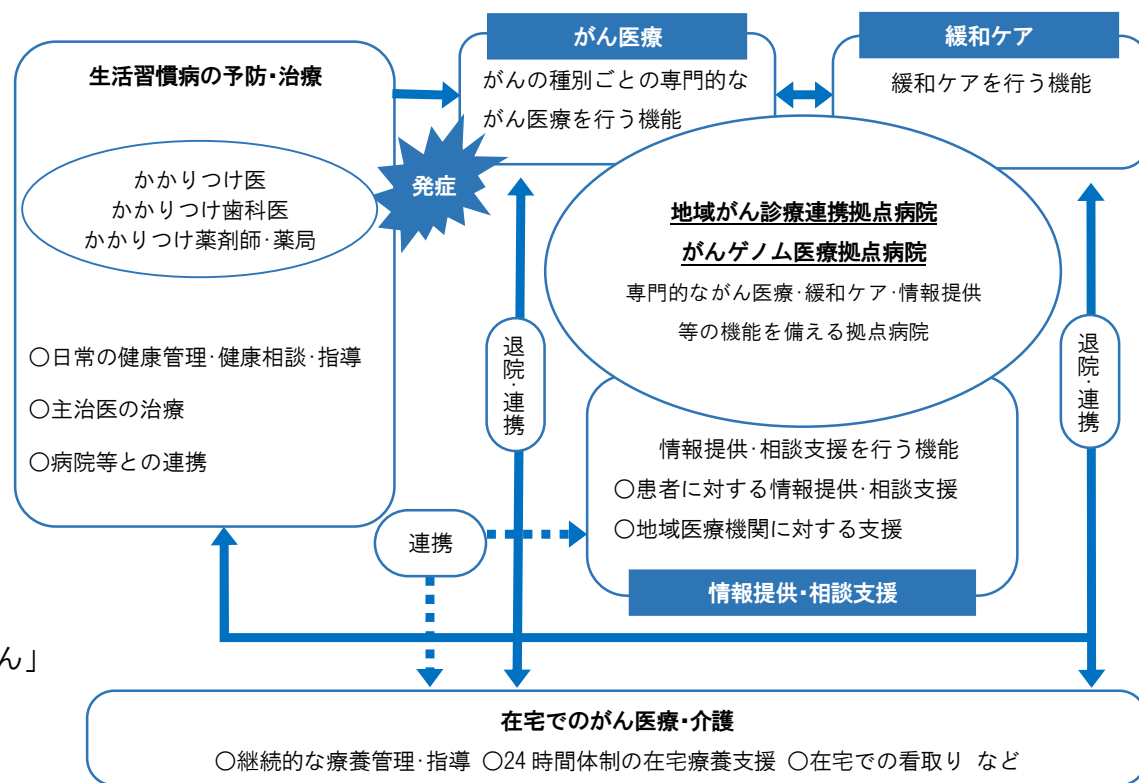 生活習慣病の予防・治療
かかりつけ医
かかりつけ歯科医
かかりつけ薬剤師・薬局
〇日常の健康管理・健康相談・指導
〇主治医の治療
〇病院等との連携
発症
がん医療
がんの種別ごとの専門的な
がん医療を行う機能
緩和ケア
緩和ケアを行う機能
地域がん診療連携拠点病院
がんゲノム医療拠点病院
専門的ながん医療・緩和ケア・情報提供
等の機能を備える拠点病院
退院・連携
退院・連携
情報提供・相談支援を行う機能
〇患者に対する情報提供・相談支援
〇地域医療機関に対する支援
情報提供・相談支援
連携
ん」
在宅でのがん医療・介護
〇継続的な療養管理・指導 〇24時間体制の在宅療養支援 〇在宅での看取り など